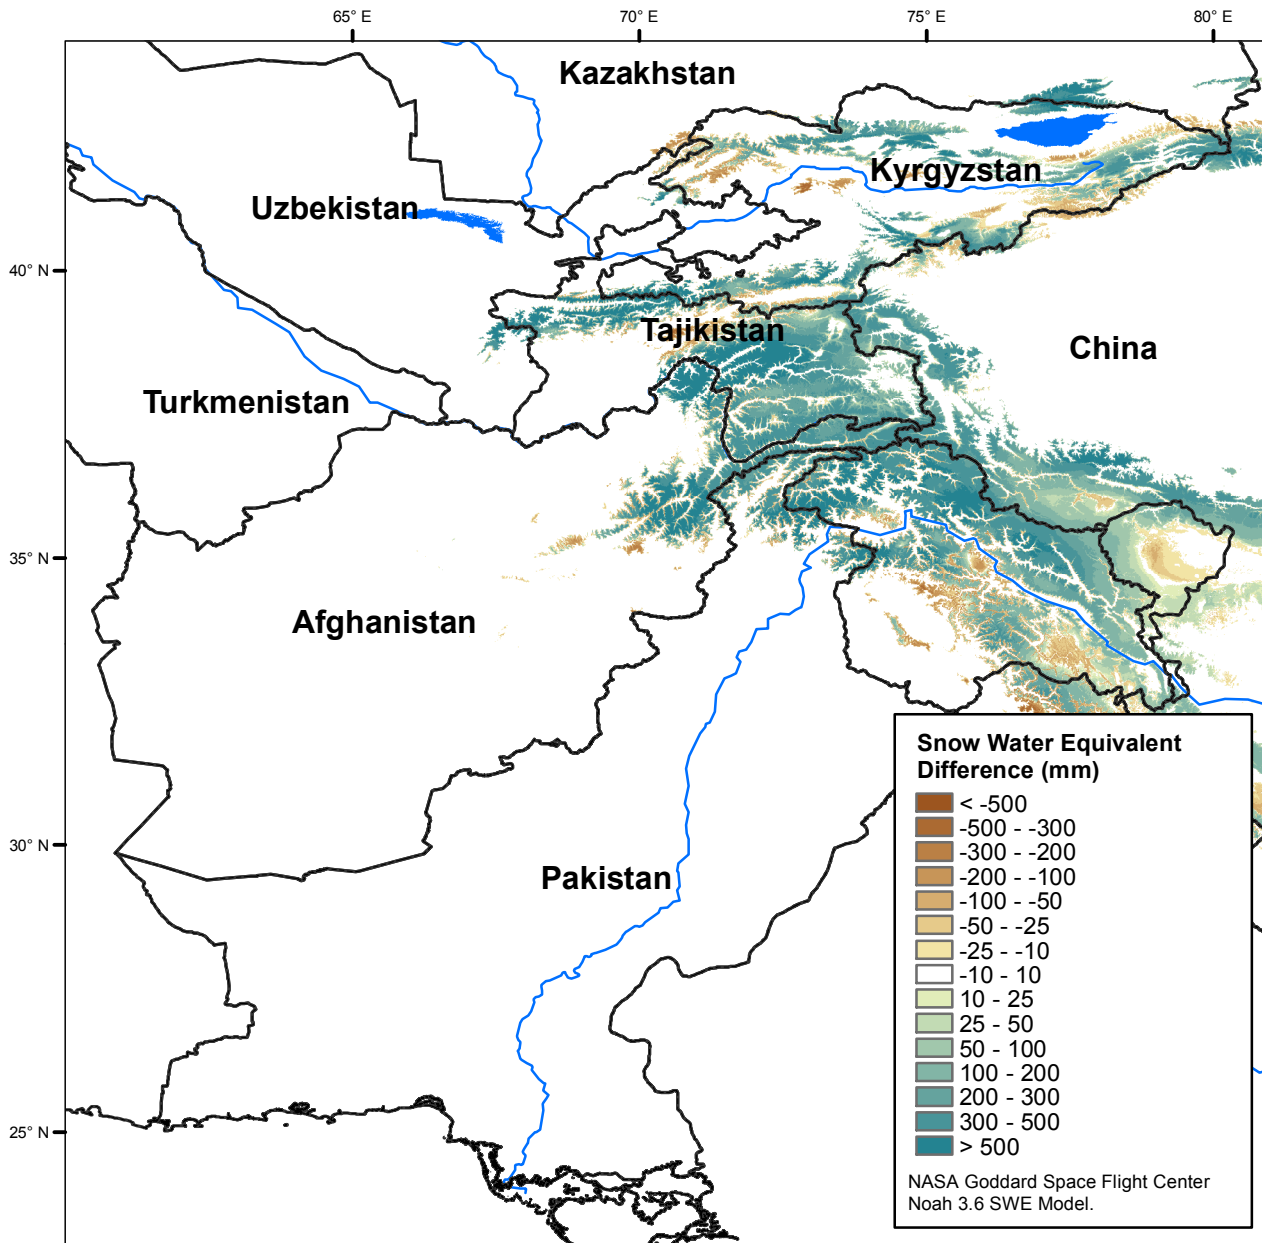 65° E
70° E
75° E
80° E
Kazakhstan
Kyrgyzstan
Uzbekistan
40° N
Tajikistan
China
Turkmenistan
35° N
Afghanistan
30° N
Pakistan
25° N
Snow Water Equivalent
Difference (mm)
< -500
-500 - -300
-300 - -200
-200 - -100
-100 - -50
-50 - -25
-25 - -10
-10 - 10
10 - 25
25 - 50
50 - 100
100 - 200
200 - 300
300 - 500
> 500
NASA Goddard Space Flight Center
Noah 3.6 SWE Model.